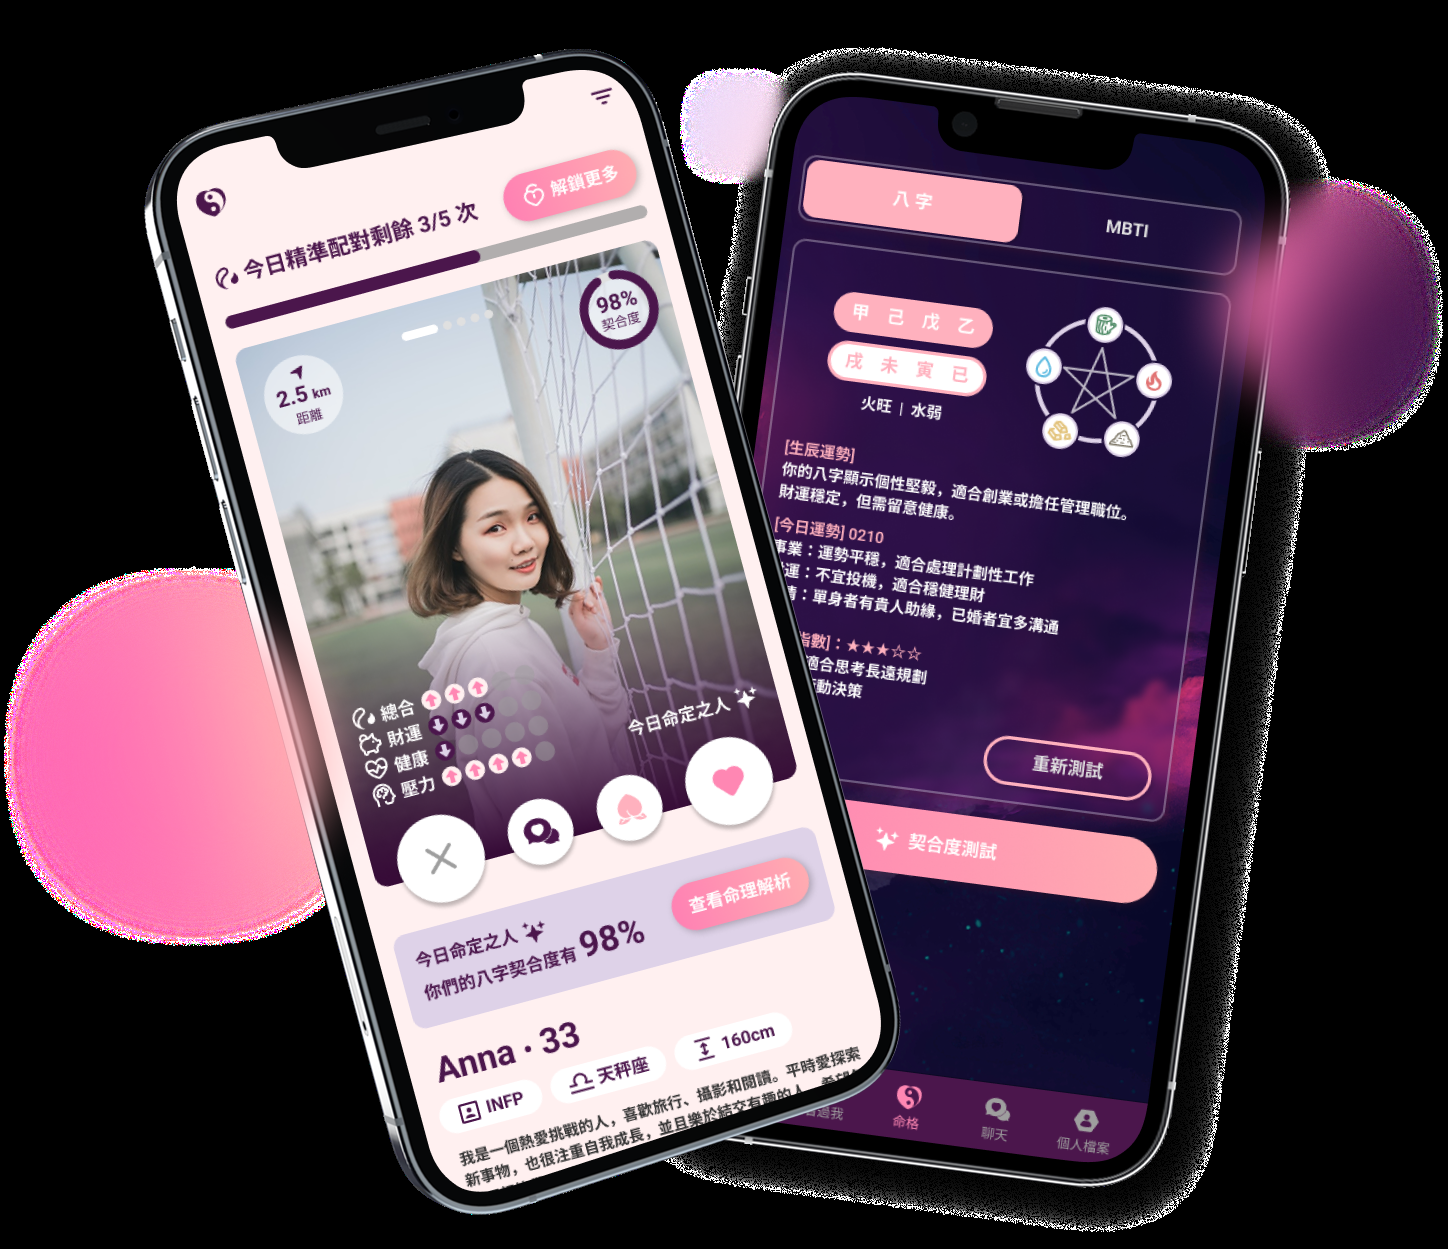 今日精準配對剩餘 3/5 次
解鎖更多
2.5 km
距離
98%
契合度
總合
財運
健康
壓力
今日命定之人
今日命定之人
你們的八字契合度有 98%
查看命理解析
Anna · 33
INFP
天秤座
160cm
我是一個熱愛挑戰的人，喜歡旅行、攝影和閱讀。平時愛探索
新事物，也很注重自我成長，並且樂於結交有趣的人
八字
MBTI
甲 己 戊 乙
戌 未 寅 巳
火旺 | 水弱
[生辰運勢]
你的八字顯示個性堅毅，適合創業或擔任管理職位。
財運穩定，但需留意健康。
[今日運勢] 0210
事業：運勢平穩，適合處理計劃性工作
運：不宜投機，適合穩健理財
：單身者有貴人助緣，已婚者宜多溝通
指數]：★★★☆☆
適合思考長遠規劃
動決策
重新測試
契合度測試
過我
命格
聊天
個人檔案